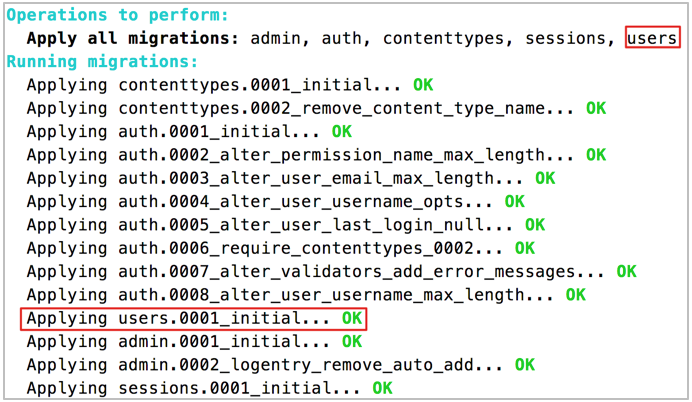 Operations to perform:
Apply all migrations: admin, auth, contenttypes, sessions, users
Running migrations:
Applying contenttypes.0001_initial... OK
Applying contenttypes.0002_remove_content_type_name... OK
Applying auth.0001_initial... OK
Applying auth.0002_alter_permission_name_max_length... OK
Applying auth.0003_alter_user_email_max_length... OK
Applying auth.0004_alter_user_username_opts... OK
Applying auth.0005_alter_user_last_login_null... OK
Applying auth.0006_require_contenttypes_0002... OK
Applying auth.0007_alter_validators_add_error_messages... OK
Applying auth.0008_alter_user_username_max_length... OK
Applying users.0001_initial... OK
Applying admin.0001_initial... OK
Applying admin.0002_logentry_remove_auto_add... OK
Applying sessions.0001_initial... OK